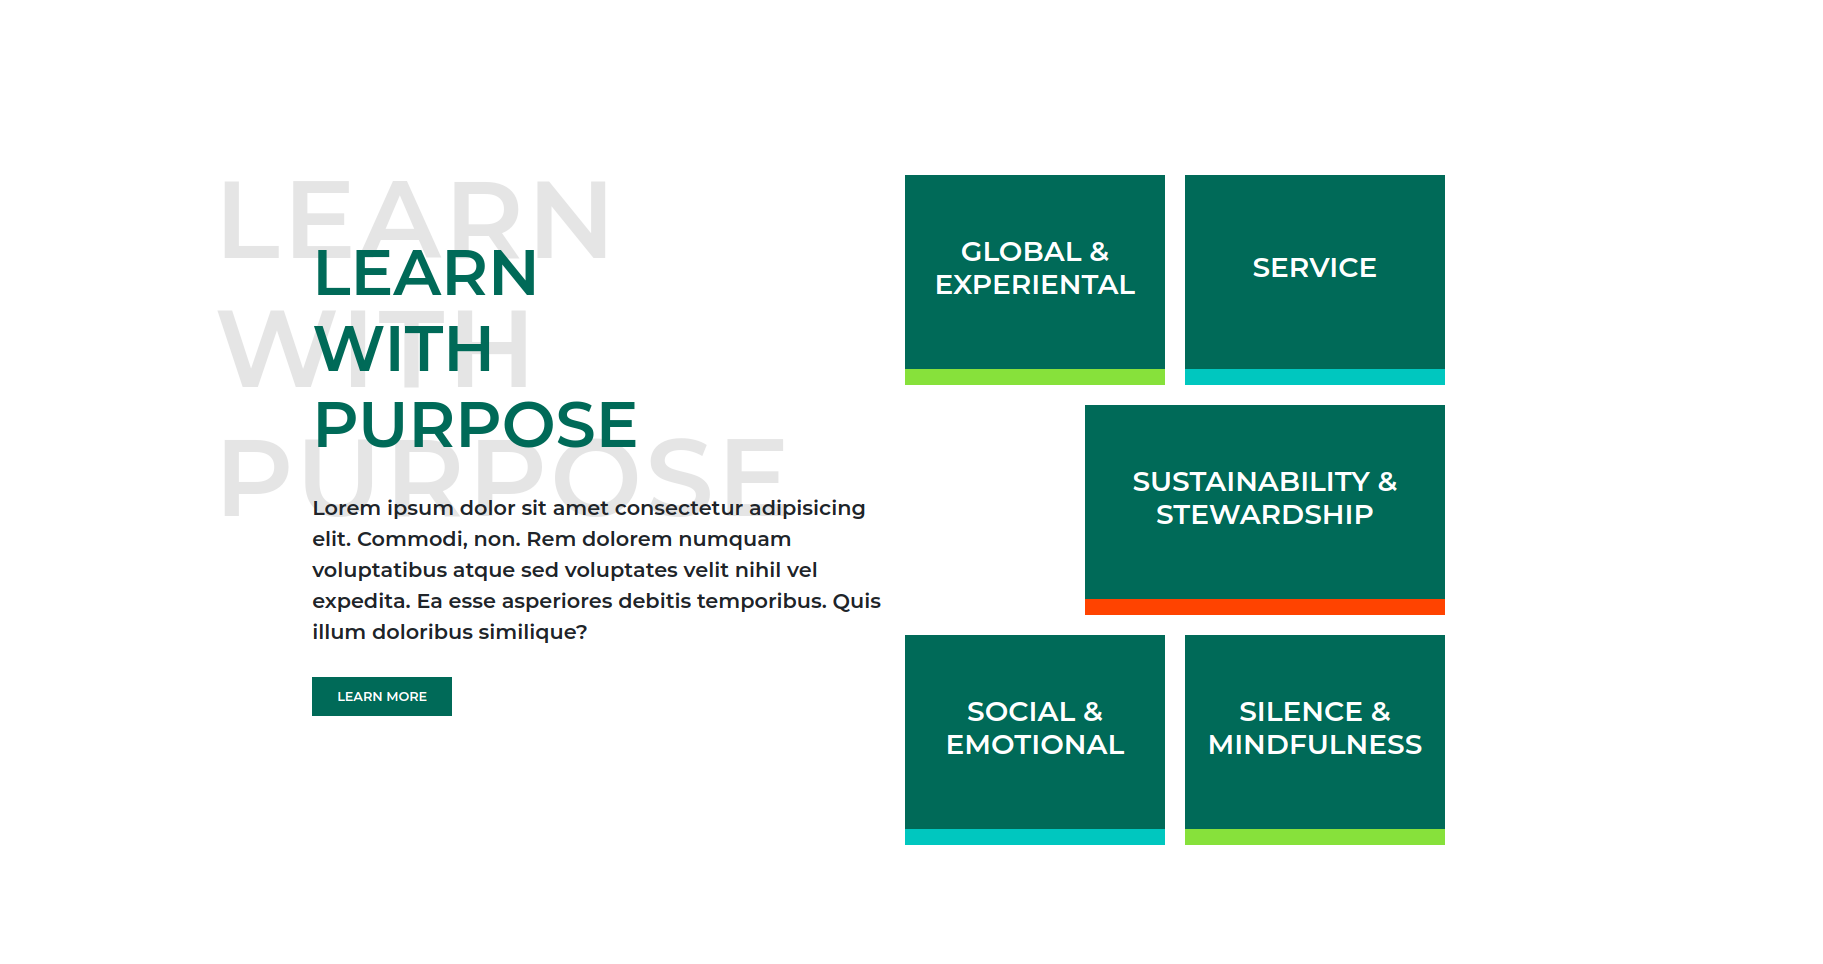 LEARN
WITH
PURPOSE
LEARN
WITH
PURPOSE
Lorem ipsum dolor sit amet consectetur adipisicing
elit. Commodi, non. Rem dolorem numquam
voluptatibus atque sed voluptates velit nihil vel
expedita. Ea esse asperiores debitis temporibus. Quis
illum doloribus similique?
LEARN MORE
GLOBAL &
EXPERIENTAL
SERVICE
SUSTAINABILITY &
STEWARDSHIP
SOCIAL &
EMOTIONAL
SILENCE &
MINDFULNESS